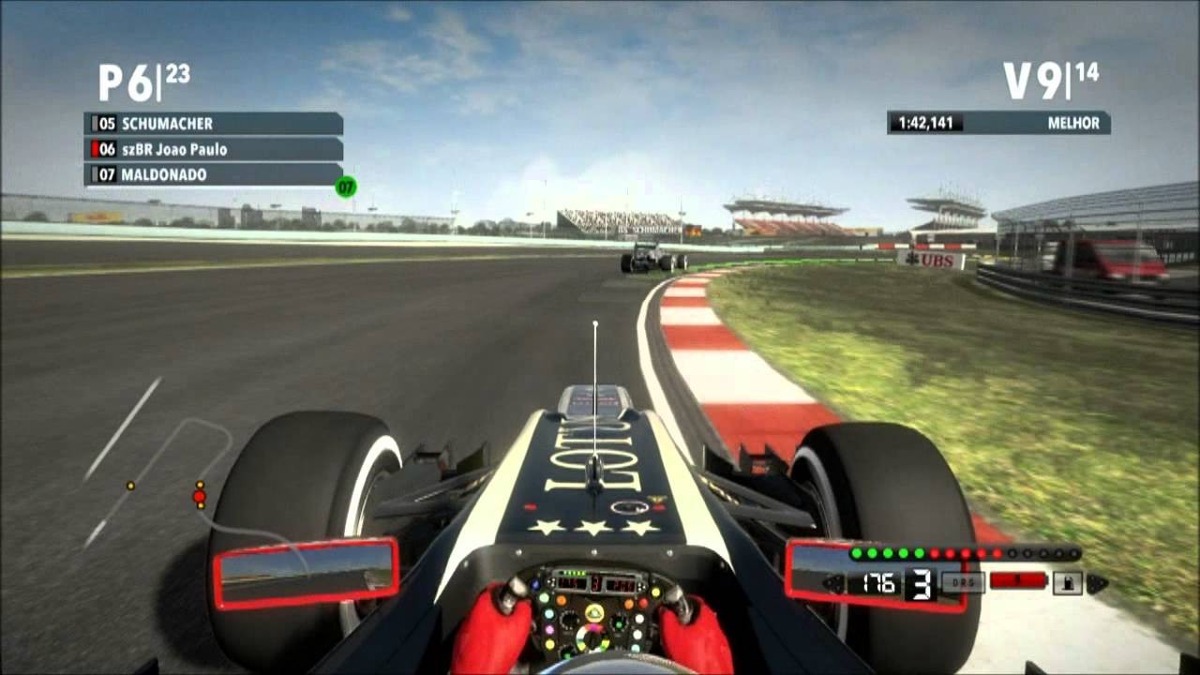 P6|23
V9|14
05 SCHUMACHER
1:42,141 MELHOR
06 szBR Joao Paulo
07 MALDONADO
07
UBS
LOTUS
176 3 DRS